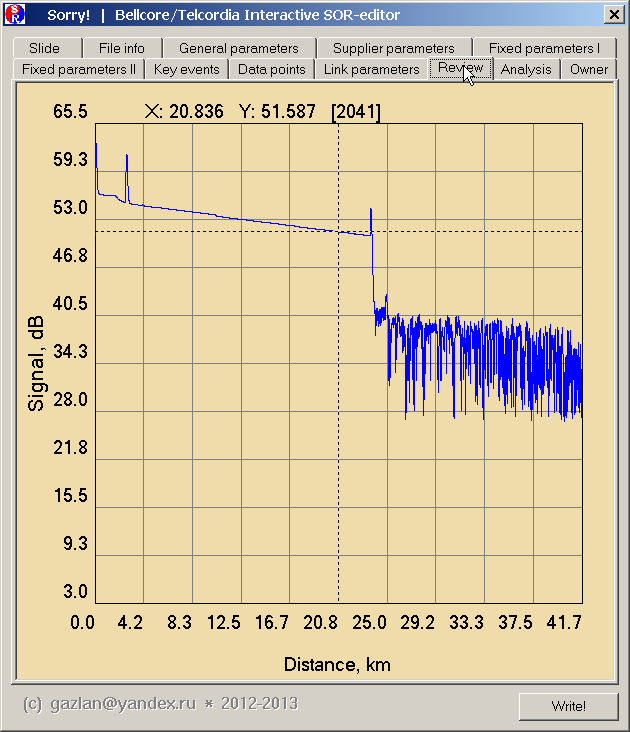 Sorry! | Bellcore/Telcordia Interactive SOR-editor
Slide File info General parameters Supplier parameters Fixed parameters I
Fixed parameters II Key events Data points Link parameters Review Analysis Owner
X: 20.836 Y: 51.587 [2041]
65.5
59.3
53.0
46.8
40.5
34.3
28.0
21.8
15.5
9.3
3.0
Signal, dB
0.0 4.2 8.3 12.5 16.7 20.8 25.0 29.2 33.3 37.5 41.7
Distance, km
(c) gazlan@yandex.ru * 2012-2013
Write!